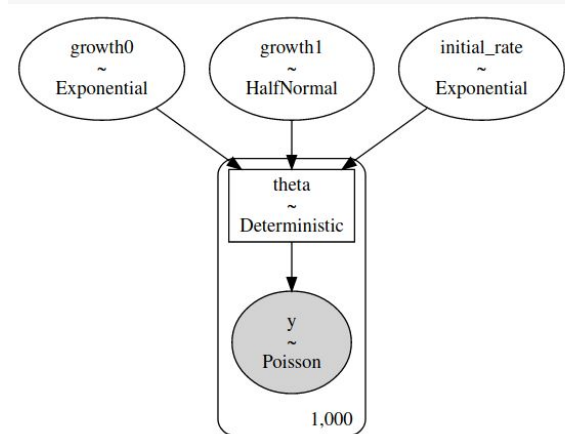 growth0
~
Exponential
growth1
~
HalfNormal
initial_rate
~
Exponential
theta
~
Deterministic
y
~
Poisson
1,000